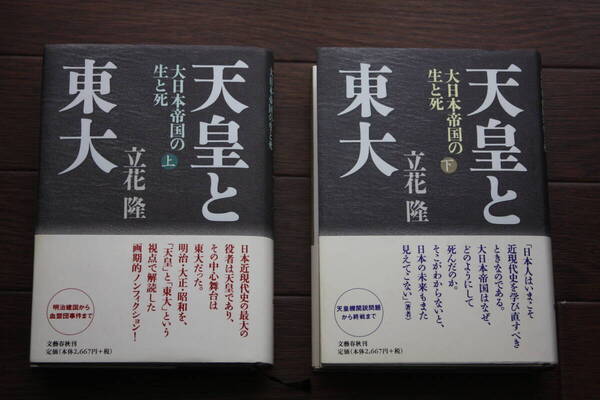 天皇と
東大
大日本帝国の
生と死
上
立花 隆
日本近現代史の最大の
役者は天皇であり、
その中心舞台は
東大だった。
明治・大正・昭和を、
「天皇」と「東大」という
視点で解読した
画期的ノンフィクション!
明治建国から
血盟団事件まで
文藝春秋刊
定価(本体2,667円+税)
天皇と
東大
大日本帝国の
生と死
下
立花 隆
「日本人はいまこそ
近現代史を学び直すべき
ときなのである。
大日本帝国はなぜ、
どのようにして
死んだのか。
そこがわからないと、
日本の未来もまた
見えてこない」(著者)
天皇機関説問題
から終戦まで
文藝春秋刊
定価(本体2,667円+税)